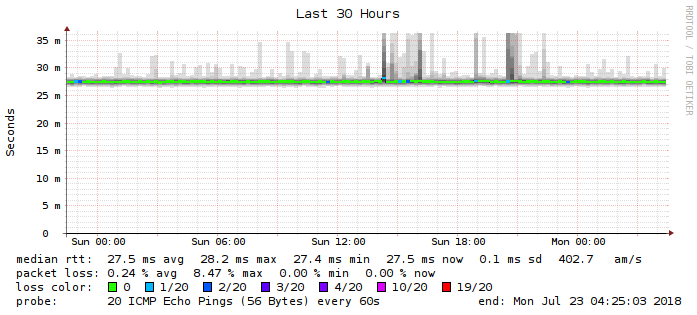 Last 30 Hours
RRDTOOL / TOBI OETIKER
Seconds
35 m
30 m
25 m
20 m
15 m
10 m
5 m
0
Sun 00:00 Sun 06:00 Sun 12:00 Sun 18:00 Mon 00:00
median rtt: 27.5 ms avg 28.2 ms max 27.4 ms min 27.5 ms now 0.1 ms sd 402.7 am/s
packet loss: 0.24 % avg 8.47 % max 0.00 % min 0.00 % now
loss color: 0 1/20 2/20 3/20 4/20 10/20 19/20
probe: 20 ICMP Echo Pings (56 Bytes) every 60s end: Mon Jul 23 04:25:03 2018